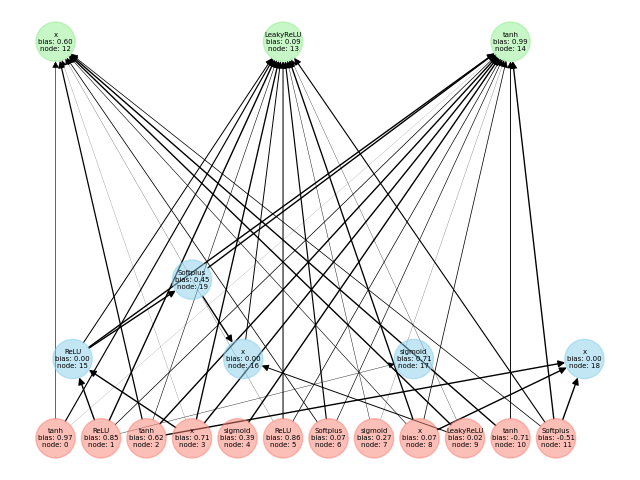 x
bias: 0.60
node: 12
LeakyReLU
bias: 0.09
node: 13
tanh
bias: 0.99
node: 14
Softplus
bias: 0.45
node: 19
ReLU
bias: 0.00
node: 15
x
bias: 0.00
node: 16
sigmoid
bias: 0.71
node: 17
x
bias: 0.00
node: 18
tanh
bias: 0.97
node: 0
ReLU
bias: 0.85
node: 1
tanh
bias: 0.62
node: 2
x
bias: 0.71
node: 3
sigmoid
bias: 0.39
node: 4
ReLU
bias: 0.86
node: 5
Softplus
bias: 0.07
node: 6
sigmoid
bias: 0.27
node: 7
x
bias: 0.07
node: 8
LeakyReLU
bias: 0.02
node: 9
tanh
bias: -0.71
node: 10
Softplus
bias: -0.51
node: 11